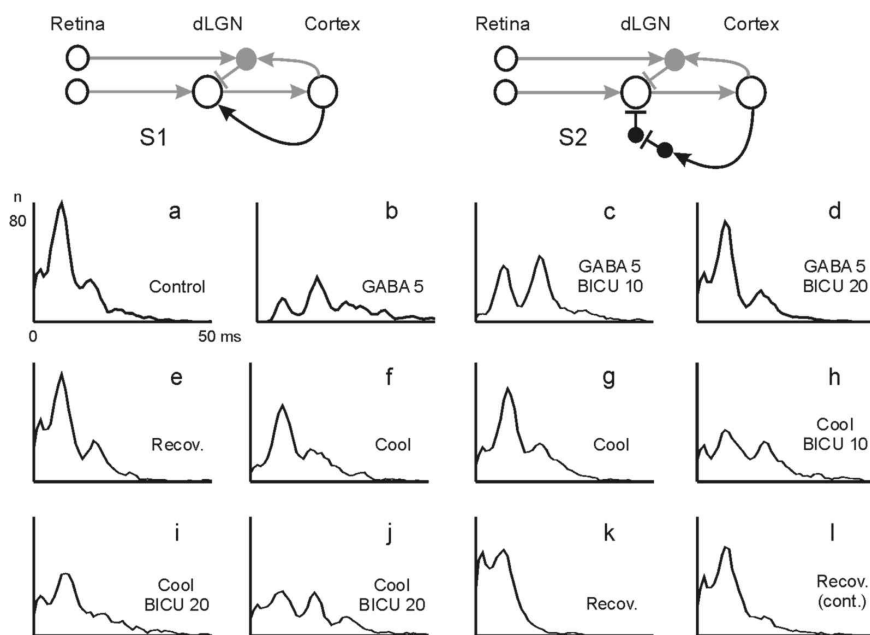 Retina dLGN Cortex
Retina dLGN Cortex
S1
S2
n
80
a
Control
0 50 ms
b
GABA 5
c
GABA 5
BICU 10
d
GABA 5
BICU 20
e
Recov.
f
Cool
g
Cool
h
Cool
BICU 10
i
Cool
BICU 20
j
Cool
BICU 20
k
Recov.
l
Recov.
(cont.)